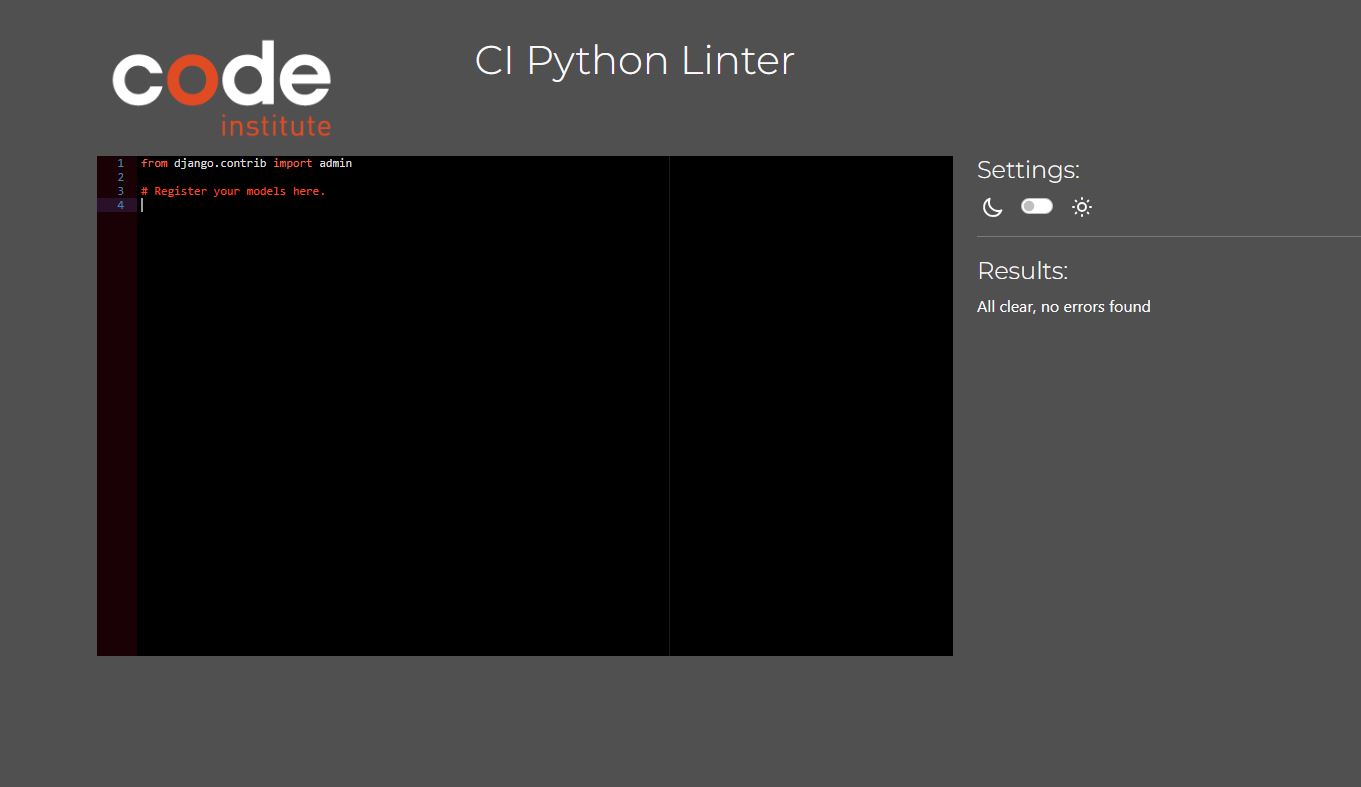 code
institute
CI Python Linter
1 from django.contrib import admin
2
3 # Register your models here.
4
Settings:
Results:
All clear, no errors found